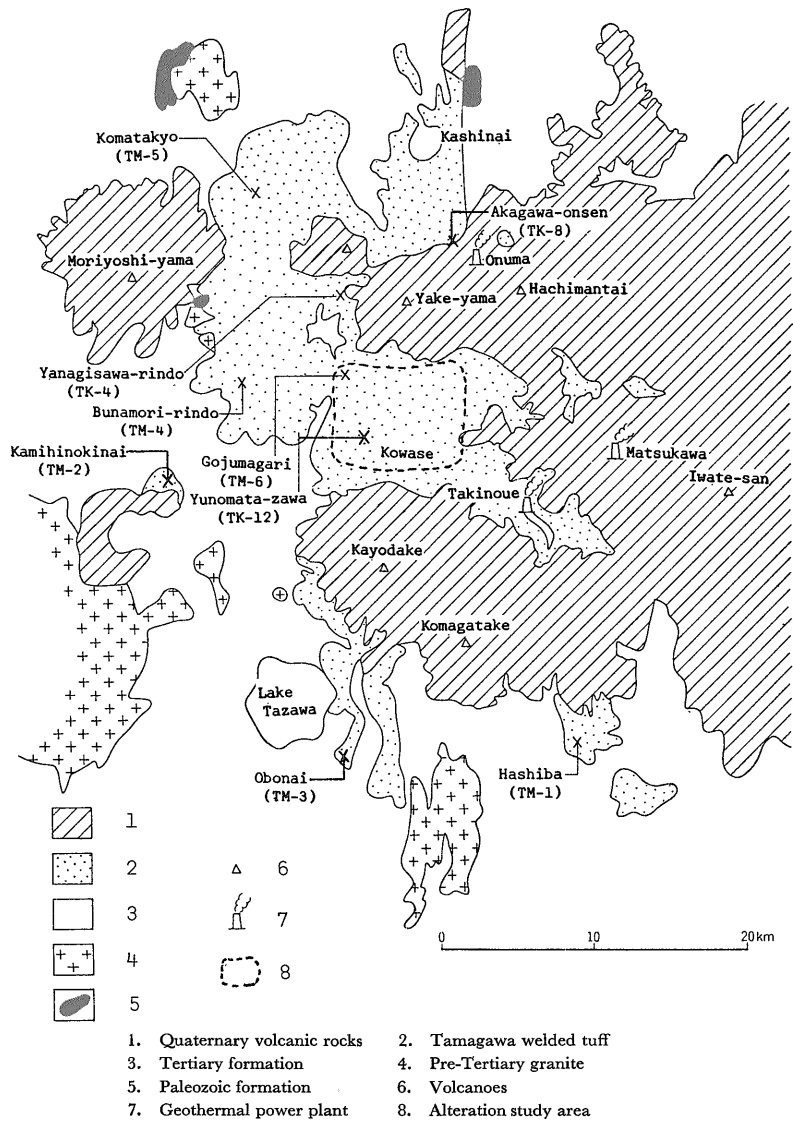 Komatakyo
(TM-5)
Kashinai
Akagawa-onsen
(TK-8)
Onuma
Moriyoshi-yama
Hachimantai
Yake-yama
Yanagisawa-rindo
(TK-4)
Bunamori-rindo
(TM-4)
Kamihinokinai
(TM-2)
Gojumagari
(TM-6)
Kowase
Matsukawa
Yunomata-zawa
(TK-12)
Takinoue
Iwate-san
Kayodake
Komagatake
Lake
Tazawa
Obonai
(TM-3)
Hashiba
(TM-1)
1
2
3
4
5
6
7
8
0 10 20km
1. Quaternary volcanic rocks 2. Tamagawa welded tuff
3. Tertiary formation 4. Pre-Tertiary granite
5. Paleozoic formation 6. Volcanoes
7. Geothermal power plant 8. Alteration study area